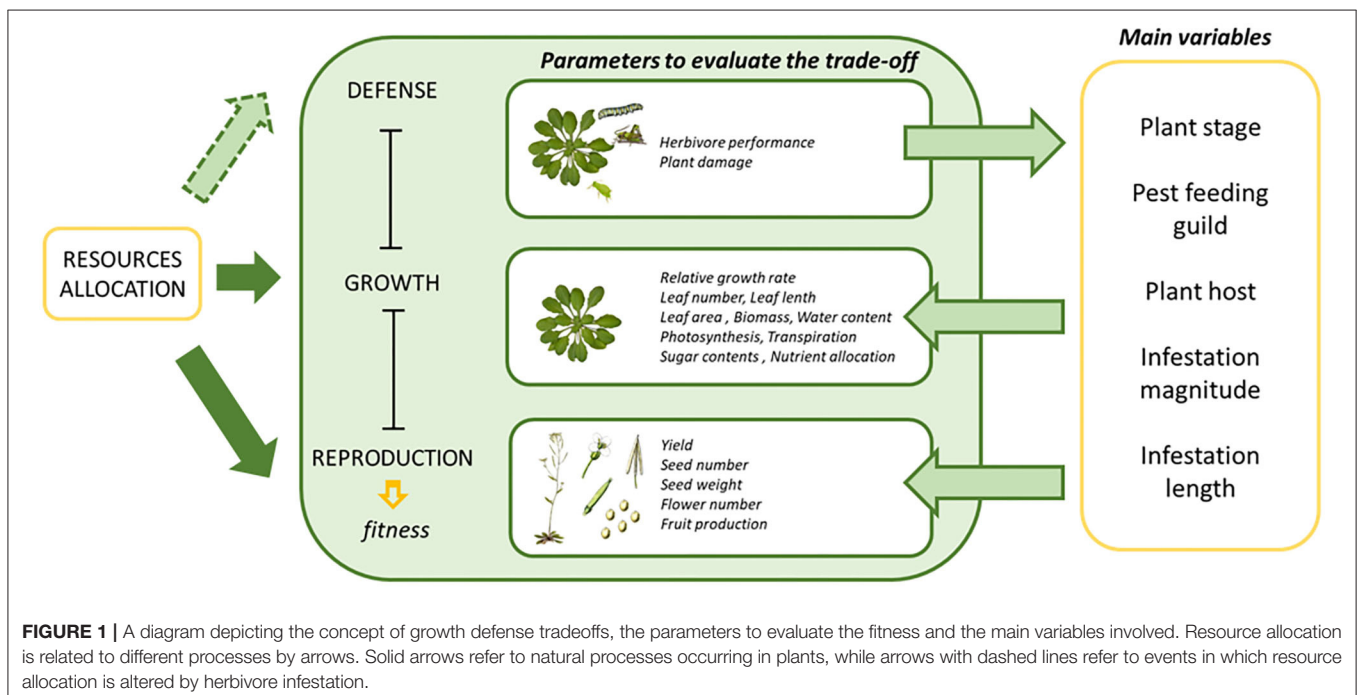 Parameters to evaluate the trade-off
Main variables
RESOURCES
ALLOCATION
DEFENSE
GROWTH
REPRODUCTION
fitness
Herbivore performance
Plant damage
Relative growth rate
Leaf number, Leaf lenth
Leaf area , Biomass, Water content
Photosynthesis, Transpiration
Sugar contents , Nutrient allocation
Yield
Seed number
Seed weight
Flower number
Fruit production
Plant stage
Pest feeding
guild
Plant host
Infestation
magnitude
Infestation
length
FIGURE 1 | A diagram depicting the concept of growth defense tradeoffs, the parameters to evaluate the fitness and the main variables involved. Resource allocation
is related to different processes by arrows. Solid arrows refer to natural processes occurring in plants, while arrows with dashed lines refer to events in which resource
allocation is altered by herbivore infestation.